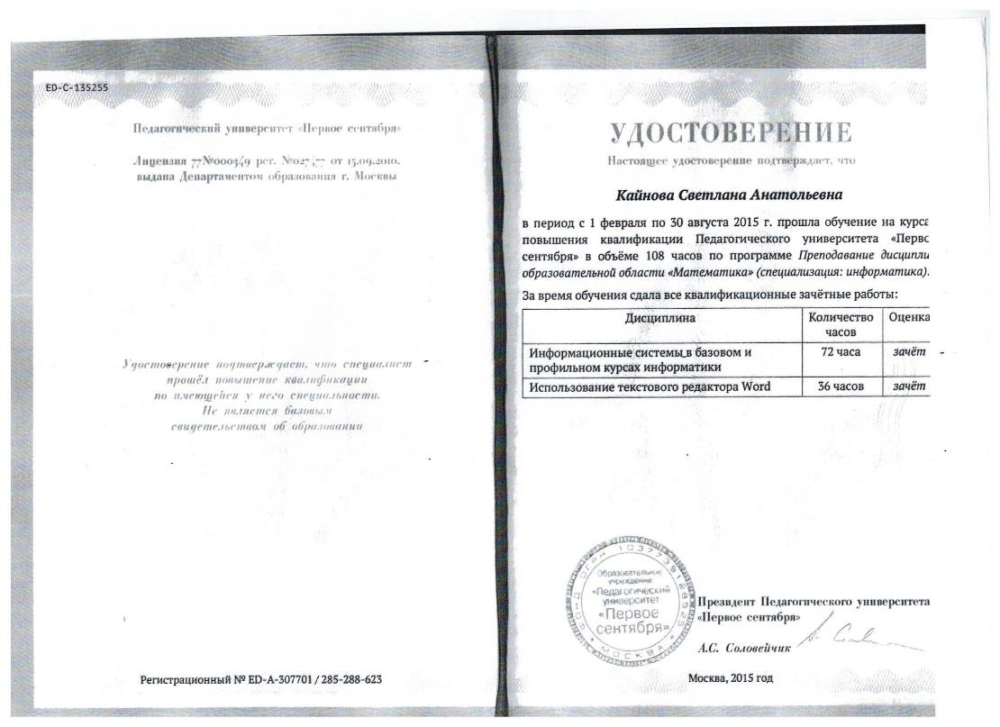 ED-C-135255
Педагогический университет «Первое сентября»
Лицензия 77№000349 рег. №027477 от 15.09.2010,
выдана Департаментом образования г. Москвы
Удостоверение подтверждает, что специалист
прошёл повышение квалификации
по имеющейся у него специальности.
Не является базовым
свидетельством об образовании
Регистрационный № ED-A-307701 / 285-288-623
УДОСТОВЕРЕНИЕ
Настоящее удостоверение подтверждает, что
Кайнова Светлана Анатольевна
в период с 1 февраля по 30 августа 2015 г. прошла обучение на курса
повышения квалификации Педагогического университета «Перво
сентября» в объёме 108 часов по программе Преподавание дисципли
образовательной области «Математика» (специализация: информатика).
За время обучения сдала все квалификационные зачётные работы:
Дисциплина Количество часов Оценка
Информационные системы в базовом и 72 часа зачёт
профильном курсах информатики
Использование текстового редактора Word 36 часов зачёт
ФОНД ОГРН 1037739128525
МОСКВА
Образовательное
учреждение
«Педагогический
университет
«Первое
сентября»
Президент Педагогического университета
«Первое сентября»
А.С. Соловейчик
Москва, 2015 год